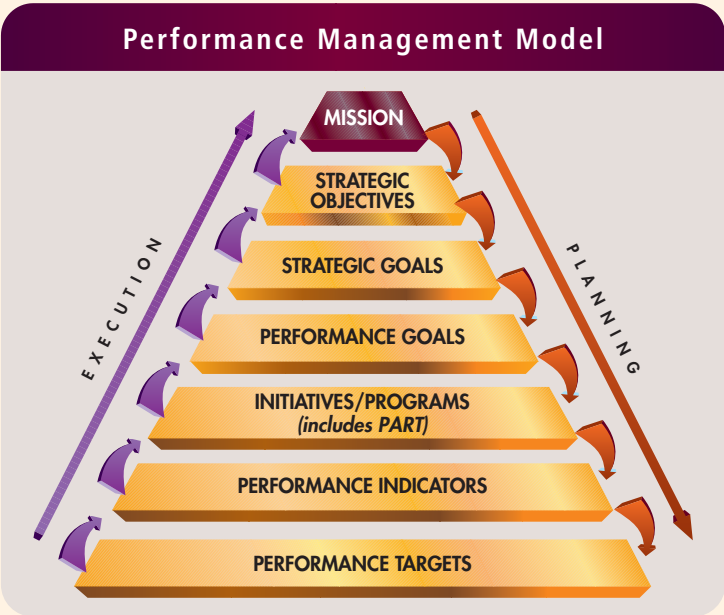 Performance Management Model
MISSION
STRATEGIC
OBJECTIVES
STRATEGIC GOALS
EXECUTION
PLANNING
PERFORMANCE GOALS
INITIATIVES/PROGRAMS
(includes PART)
PERFORMANCE INDICATORS
PERFORMANCE TARGETS